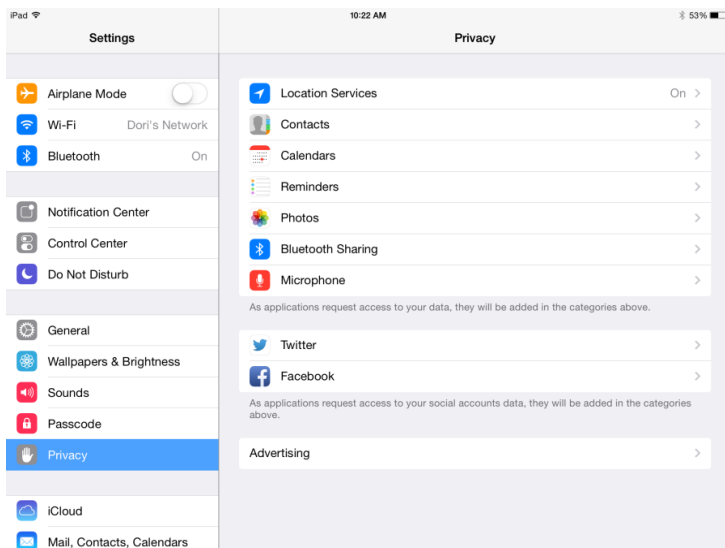 iPad
10:22 AM
53%
Settings
Privacy
Airplane Mode
Wi-Fi Dori's Network
Bluetooth On
Notification Center
Control Center
Do Not Disturb
General
Wallpapers & Brightness
Sounds
Passcode
Privacy
iCloud
Mail, Contacts, Calendars
Location Services On
Contacts
Calendars
Reminders
Photos
Bluetooth Sharing
Microphone
As applications request access to your data, they will be added in the categories above.
Twitter
Facebook
As applications request access to your social accounts data, they will be added in the categories
above.
Advertising